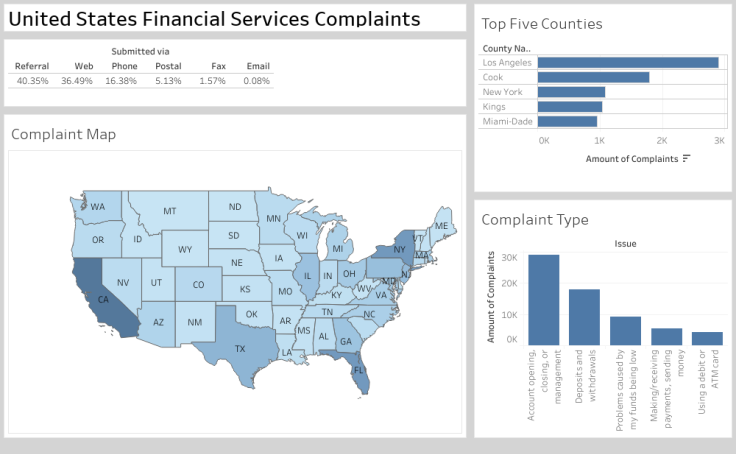 United States Financial Services Complaints
Submitted via
Referral Web Phone Postal Fax Email
40.35% 36.49% 16.38% 5.13% 1.57% 0.08%
Complaint Map
WA MT ND MN ME
OR ID SD WI VT
WY MI NY MA
NE IA
NV UT CO IL IN OH NJ
CA KS MO WV MD
KY VA
AZ NM OK TN NC
AR
MS AL GA
TX LA
FL
Top Five Counties
County Na..
Los Angeles
Cook
New York
Kings
Miami-Dade
0K 1K 2K 3K
Amount of Complaints
Complaint Type
Issue
Amount of Complaints
30K
20K
10K
0K
Account opening,
closing, or
management
Deposits and
withdrawals
Problems caused by
my funds being low
Making/receiving
payments, sending
money
Using a debit or
ATM card